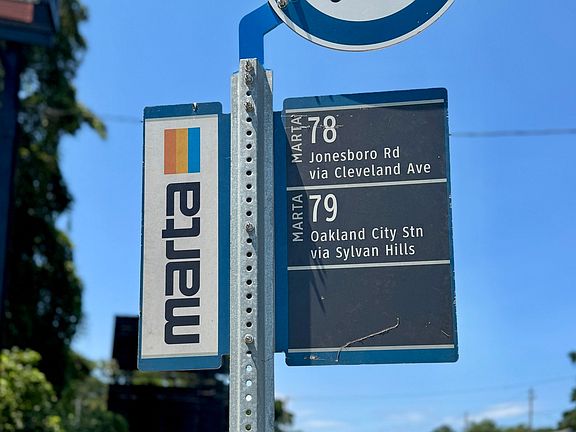 marta
MARTA
78
Jonesboro Rd
via Cleveland Ave
MARTA
79
Oakland City Stn
via Sylvan Hills